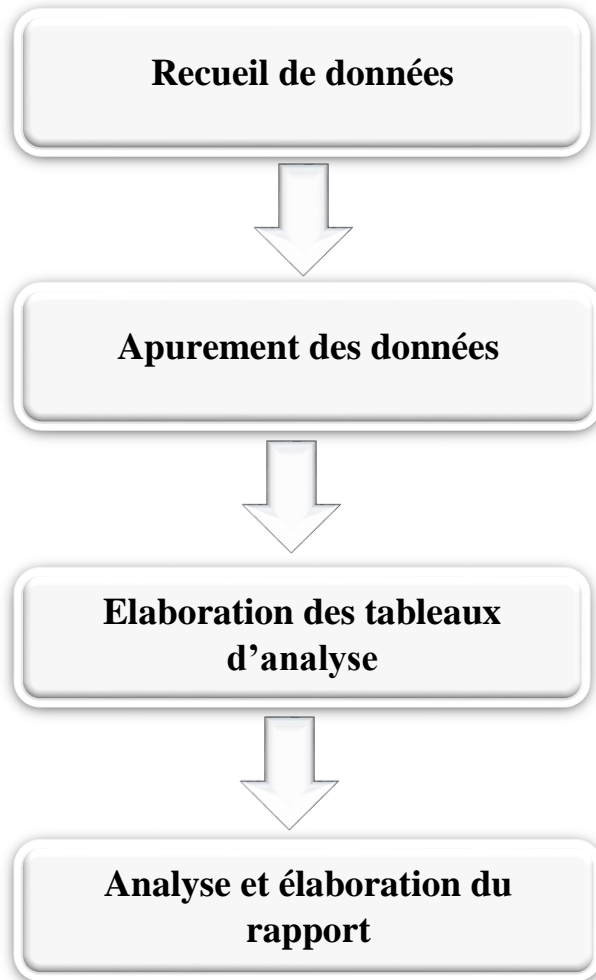 Recueil de données
Apurement des données
Elaboration des tableaux
d’analyse
Analyse et élaboration du
rapport